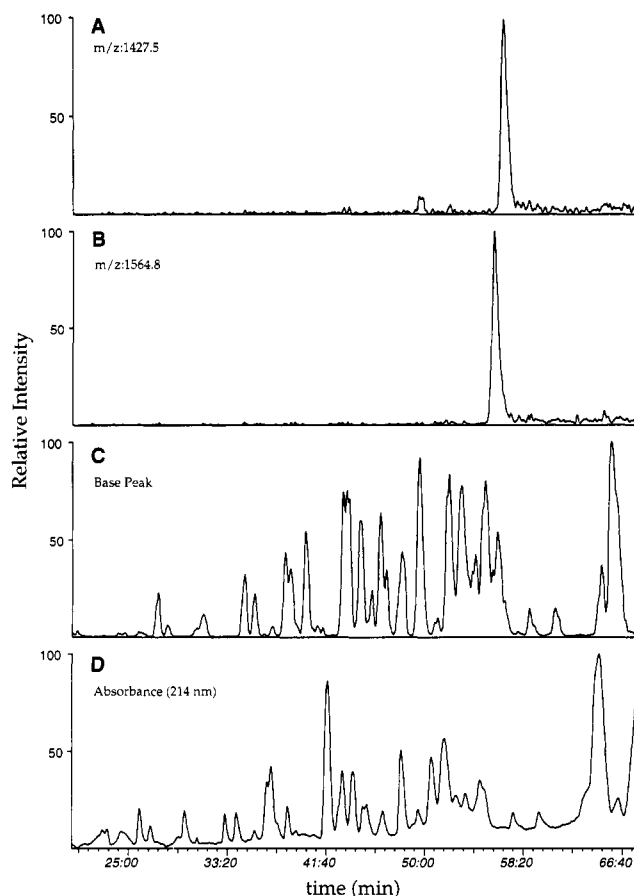 A
100
m/z:1427.5
50
B
100
m/z:1564.8
50
Relative Intensity
C
100
Base Peak
50
D
100
Absorbance (214 nm)
50
25:00 33:20 41:40 50:00 58:20 66:40
time (min)